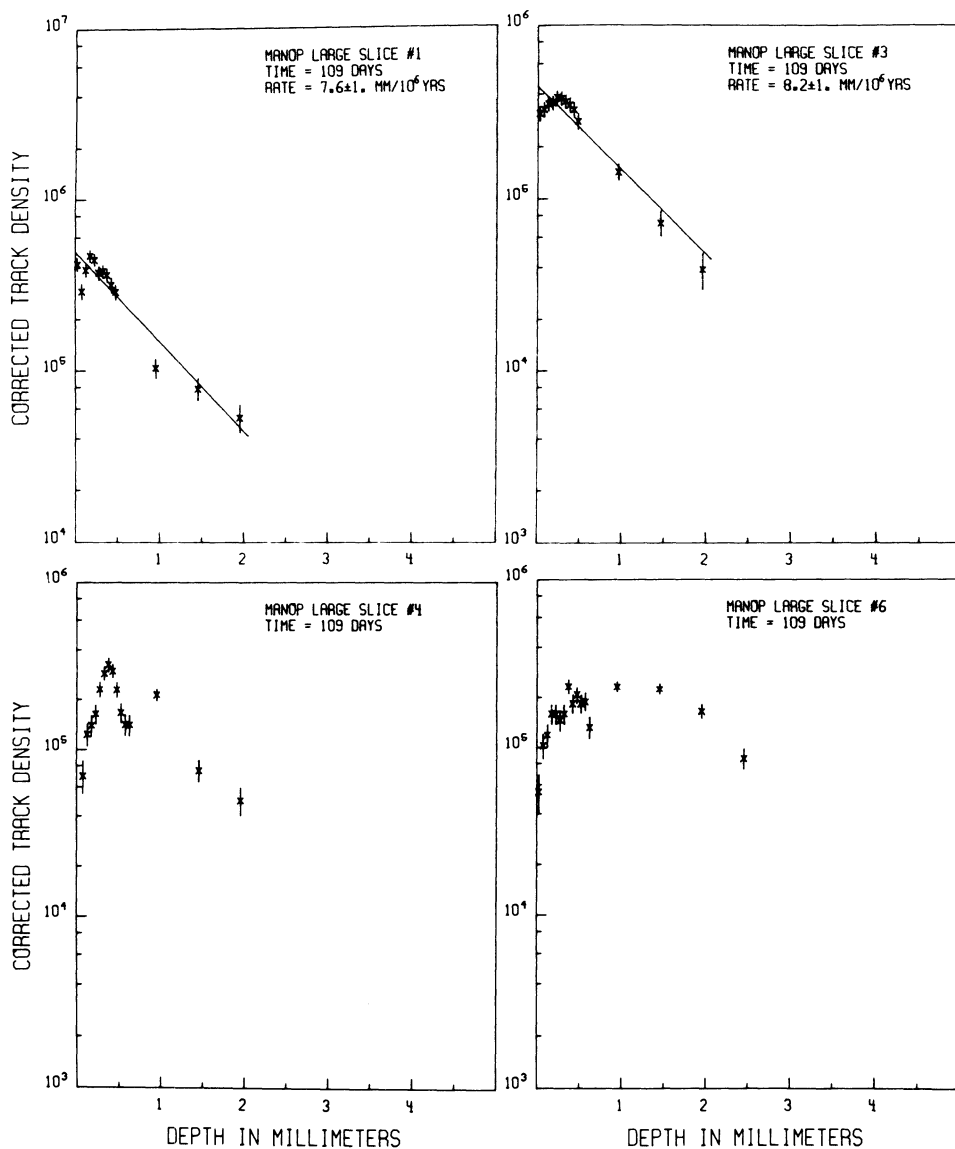 MANOP LARGE SLICE #1
TIME = 109 DAYS
RATE = 7.6±1. MM/10⁶ YRS
10⁷
10⁶
10⁵
10⁴
1 2 3 4
CORRECTED TRACK DENSITY
MANOP LARGE SLICE #3
TIME = 109 DAYS
RATE = 8.2±1. MM/10⁶ YRS
10⁶
10⁵
10⁴
10³
1 2 3 4
MANOP LARGE SLICE #4
TIME = 109 DAYS
10⁶
10⁵
10⁴
10³
1 2 3 4
CORRECTED TRACK DENSITY
DEPTH IN MILLIMETERS
MANOP LARGE SLICE #6
TIME = 109 DAYS
10⁶
10⁵
10⁴
10³
1 2 3 4
DEPTH IN MILLIMETERS